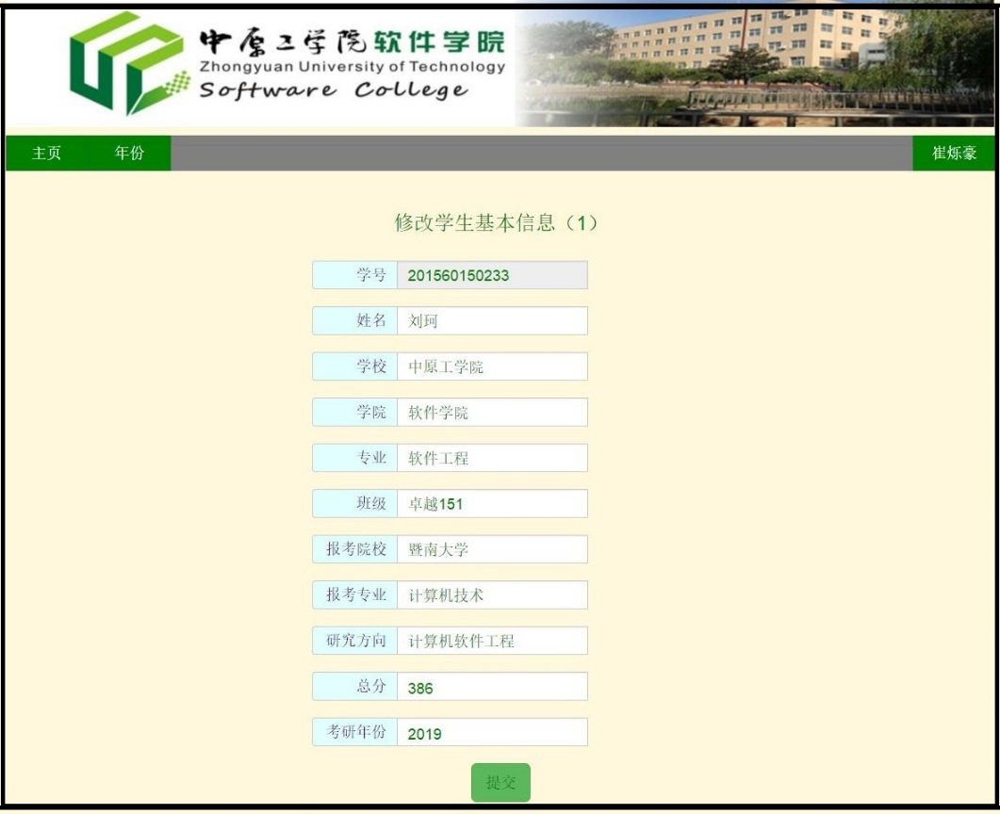 中原工学院软件学院
Zhongyuan University of Technology
Software College
主页 年份 崔烁豪
修改学生基本信息（1）
学号 201560150233
姓名 刘珂
学校 中原工学院
学院 软件学院
专业 软件工程
班级 卓越151
报考院校 暨南大学
报考专业 计算机技术
研究方向 计算机软件工程
总分 386
考研年份 2019
提交